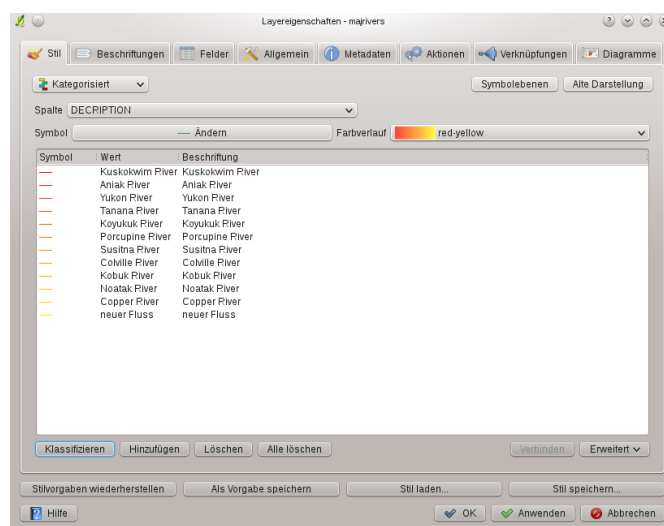 Layereigenschaften - majrivers
Stil Beschriftungen Felder Allgemein Metadaten Aktionen Verknüpfungen Diagramme
Kategorisiert Symbolebenen Alte Darstellung
Spalte DECRIPTION
Symbol Ändern Farbverlauf red-yellow
Symbol Wert Beschriftung
Kuskokwim River Kuskokwim River
Aniak River Aniak River
Yukon River Yukon River
Tanana River Tanana River
Koyukuk River Koyukuk River
Porcupine River Porcupine River
Susitna River Susitna River
Colville River Colville River
Kobuk River Kobuk River
Noatak River Noatak River
Copper River Copper River
neuer Fluss neuer Fluss
Klassifizieren Hinzufügen Löschen Alle löschen Verbinden Erweitert
Stilvorgaben wiederherstellen Als Vorgabe speichern Stil laden... Stil speichern...
Hilfe OK Anwenden Abbrechen